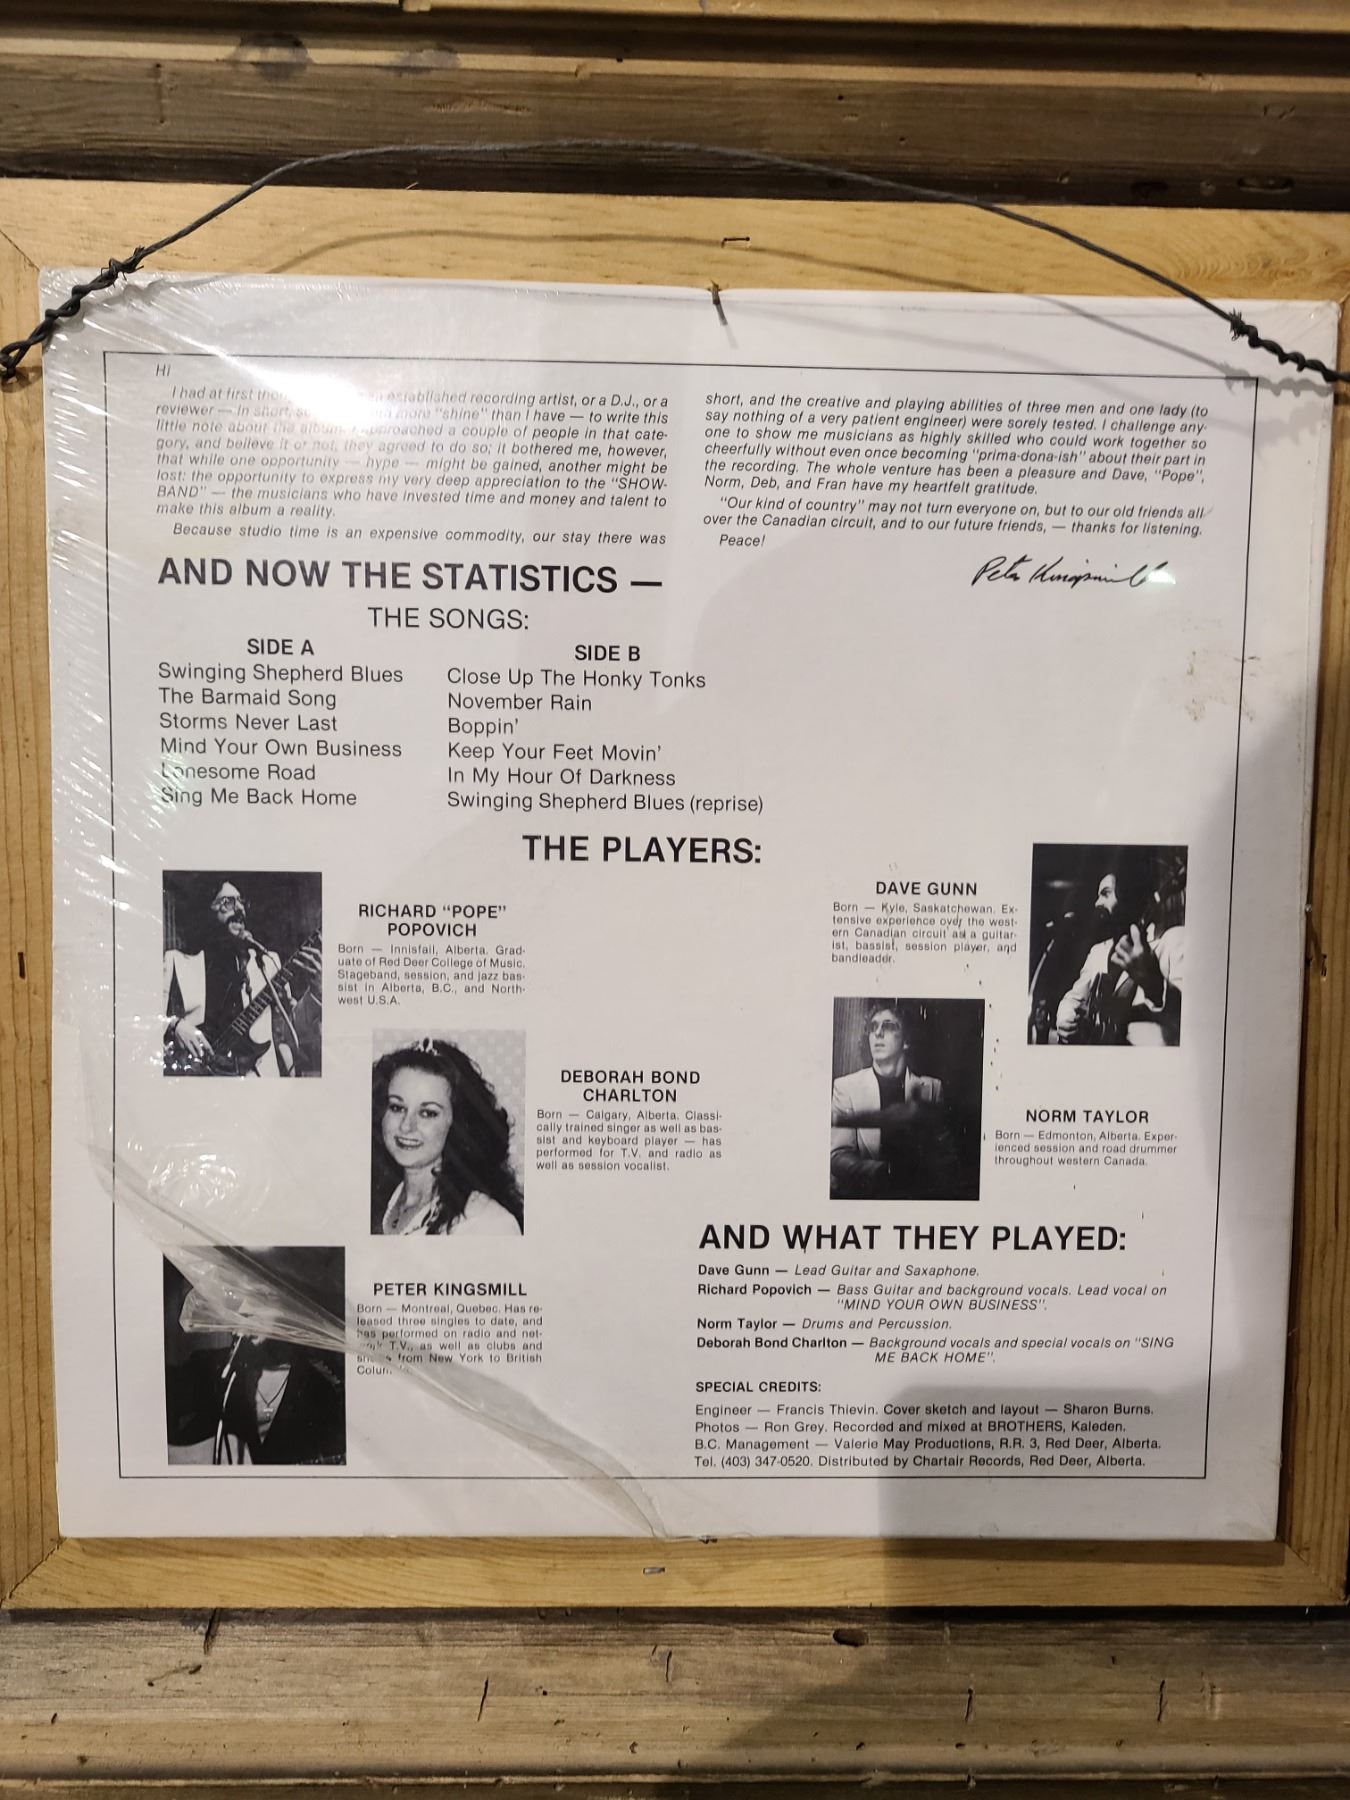 Hi
I had at first an established recording artist, or a D.J., or a
reviewer — In short, more "shine" than I have — to write this
little note about the album. I approached a couple of people in that cate-
gory, and believe it or not, they agreed to do so; it bothered me, however,
that while one opportunity — hype — might be gained, another might be
lost: the opportunity to express my very deep appreciation to the "SHOW-
BAND" — the musicians who have invested time and money and talent to
make this album a reality.
Because studio time is an expensive commodity, our stay there was
short, and the creative and playing abilities of three men and one lady (to
say nothing of a very patient engineer) were sorely tested. I challenge any-
one to show me musicians as highly skilled who could work together so
cheerfully without even once becoming "prima-dona-ish" about their part in
the recording. The whole venture has been a pleasure and Dave, "Pope",
Norm, Deb, and Fran have my heartfelt gratitude.
"Our kind of country" may not turn everyone on, but to our old friends all
over the Canadian circuit, and to our future friends, — thanks for listening.
Peace!
Peter Kingsmill
AND NOW THE STATISTICS —
THE SONGS:
SIDE A
Swinging Shepherd Blues
The Barmaid Song
Storms Never Last
Mind Your Own Business
Lonesome Road
Sing Me Back Home
SIDE B
Close Up The Honky Tonks
November Rain
Boppin'
Keep Your Feet Movin'
In My Hour Of Darkness
Swinging Shepherd Blues (reprise)
THE PLAYERS:
RICHARD "POPE"
POPOVICH
Born — Innisfail, Alberta. Grad-
uate of Red Deer College of Music.
Stageband, session, and jazz bas-
sist in Alberta, B.C., and North-
west U.S.A.
DAVE GUNN
Born — Kyle, Saskatchewan. Ex-
tensive experience over the west-
ern Canadian circuit as a guitar-
ist, bassist, session player, and
bandleader.
DEBORAH BOND
CHARLTON
Born — Calgary, Alberta. Classi-
cally trained singer as well as bas-
sist and keyboard player — has
performed for T.V. and radio as
well as session vocalist.
NORM TAYLOR
Born — Edmonton, Alberta. Exper-
ienced session and road drummer
throughout western Canada.
PETER KINGSMILL
Born — Montreal, Quebec. Has re-
leased three singles to date, and
has performed on radio and net-
work T.V., as well as clubs and
from New York to British
AND WHAT THEY PLAYED:
Dave Gunn — Lead Guitar and Saxaphone.
Richard Popovich — Bass Guitar and background vocals. Lead vocal on
"MIND YOUR OWN BUSINESS".
Norm Taylor — Drums and Percussion.
Deborah Bond Charlton — Background vocals and special vocals on "SING
ME BACK HOME".
SPECIAL CREDITS:
Engineer — Francis Thievin. Cover sketch and layout — Sharon Burns.
Photos — Ron Grey. Recorded and mixed at BROTHERS, Kaleden.
B.C. Management — Valerie May Productions, R.R. 3, Red Deer, Alberta.
Tel. (403) 347-0520. Distributed by Chartair Records, Red Deer, Alberta.